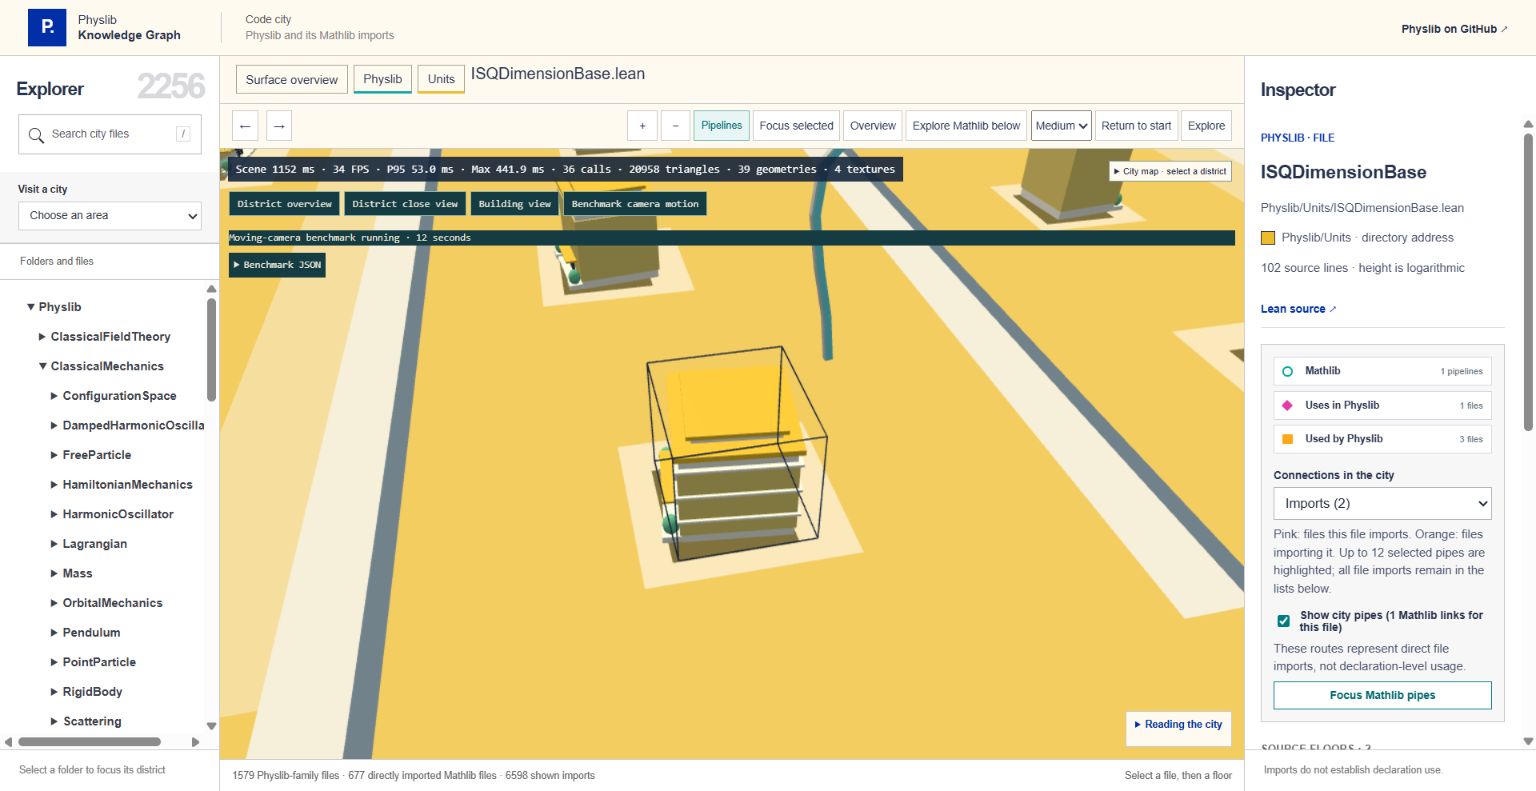 P.
Physlib
Knowledge Graph
Code city
Physlib and its Mathlib imports
Physlib on GitHub ↗
Explorer
2256
Search city files
/
Visit a city
Choose an area
Folders and files
▼ Physlib
▶ ClassicalFieldTheory
▼ ClassicalMechanics
▶ ConfigurationSpace
▶ DampedHarmonicOscilla
▶ FreeParticle
▶ HamiltonianMechanics
▶ HarmonicOscillator
▶ Lagrangian
▶ Mass
▶ OrbitalMechanics
▶ Pendulum
▶ PointParticle
▶ RigidBody
▶ Scattering
Select a folder to focus its district
Surface overview
Physlib
Units
ISQDimensionBase.lean
←
→
+
−
Pipelines
Focus selected
Overview
Explore Mathlib below
Medium
Return to start
Explore
Scene 1152 ms · 34 FPS · P95 53.0 ms · Max 441.9 ms · 36 calls · 20958 triangles · 39 geometries · 4 textures
▶ City map · select a district
District overview
District close view
Building view
Benchmark camera motion
Moving-camera benchmark running · 12 seconds
▶ Benchmark JSON
▶ Reading the city
1579 Physlib-family files · 677 directly imported Mathlib files · 6598 shown imports
Select a file, then a floor
Inspector
PHYSLIB · FILE
ISQDimensionBase
Physlib/Units/ISQDimensionBase.lean
Physlib/Units · directory address
102 source lines · height is logarithmic
Lean source ↗
Mathlib
1 pipelines
Uses in Physlib
1 files
Used by Physlib
3 files
Connections in the city
Imports (2)
Pink: files this file imports. Orange: files
importing it. Up to 12 selected pipes are
highlighted; all file imports remain in the
lists below.
Show city pipes (1 Mathlib links for
this file)
These routes represent direct file
imports, not declaration-level usage.
Focus Mathlib pipes
SOURCE FLOORS · 2
Imports do not establish declaration use.